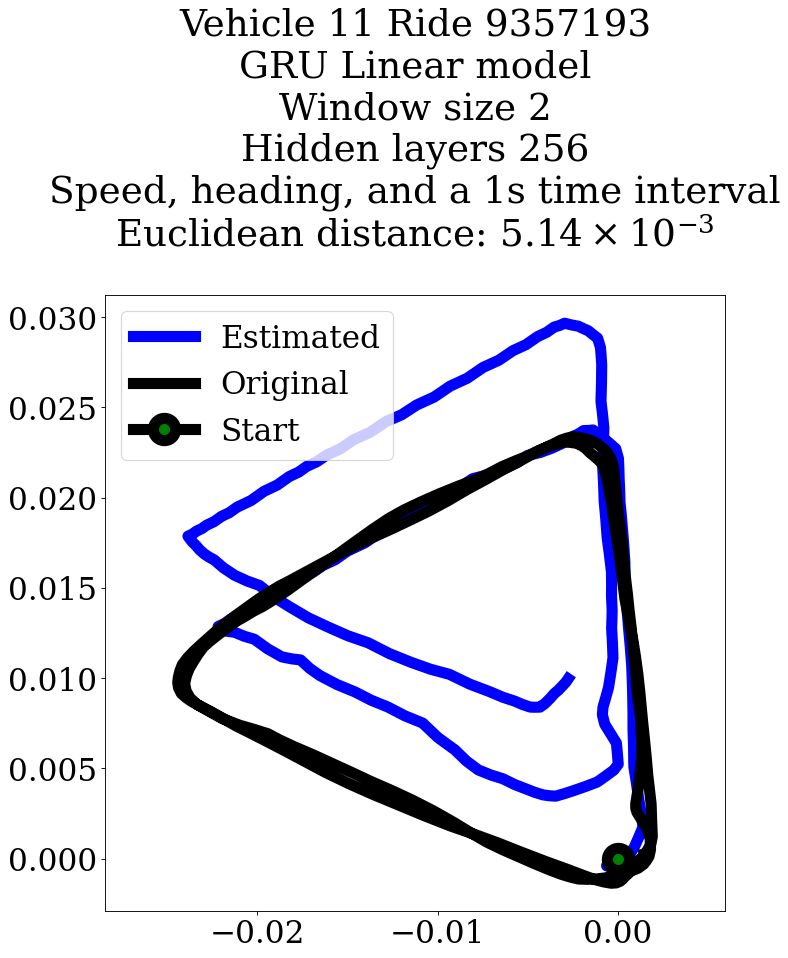 Vehicle 11 Ride 9357193
GRU Linear model
Window size 2
Hidden layers 256
Speed, heading, and a 1s time interval
Euclidean distance: 5.14 × 10⁻³
Estimated
Original
Start
0.030
0.025
0.020
0.015
0.010
0.005
0.000
−0.02 −0.01 0.00